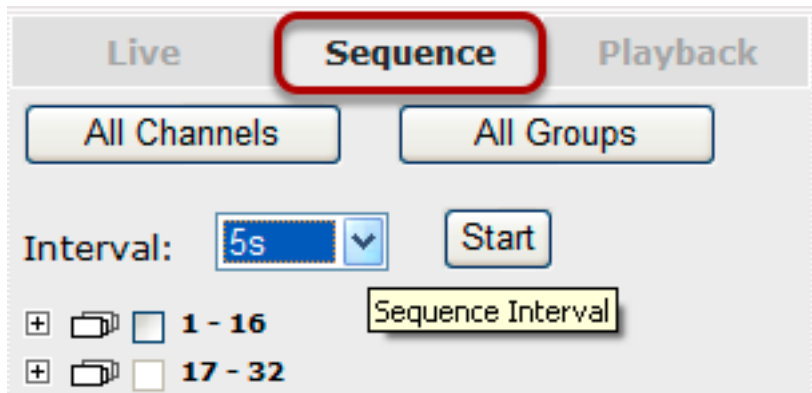 Live Sequence Playback
All Channels All Groups
Interval: 5s Start
Sequence Interval
1 - 16
17 - 32